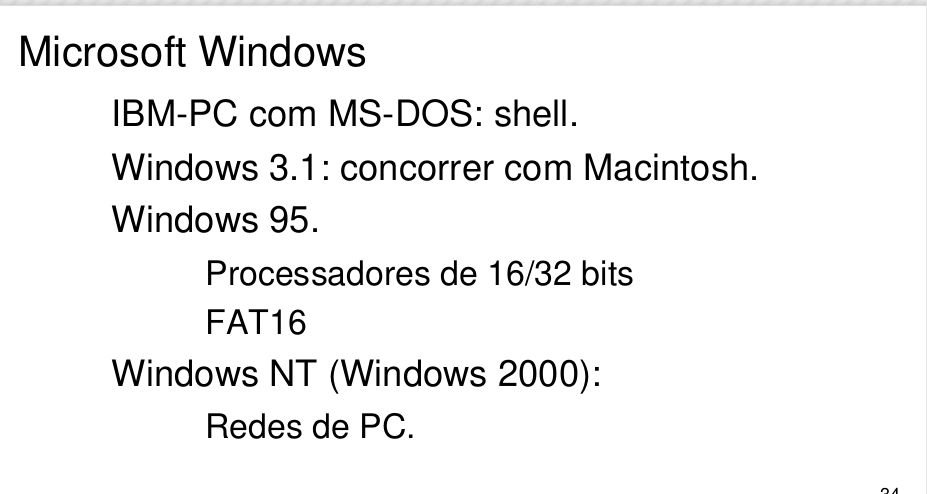 Microsoft Windows
IBM-PC com MS-DOS: shell.
Windows 3.1: concorrer com Macintosh.
Windows 95.
Processadores de 16/32 bits
FAT16
Windows NT (Windows 2000):
Redes de PC.